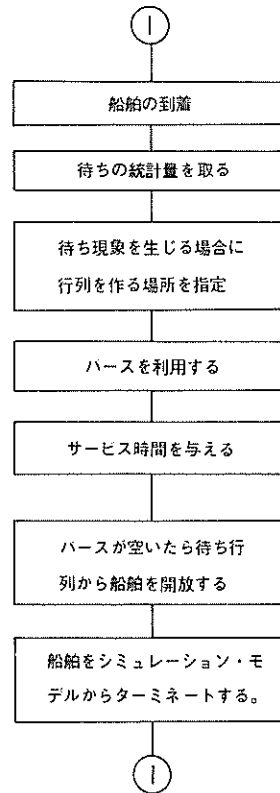 1
船舶の到着
待ちの統計量を取る
待ち現象を生じる場合に
行列を作る場所を指定
バースを利用する
サービス時間を与える
バースが空いたら待ち行
列から船舶を開放する
船舶をシミュレーション・モ
デルからターミネートする。
1